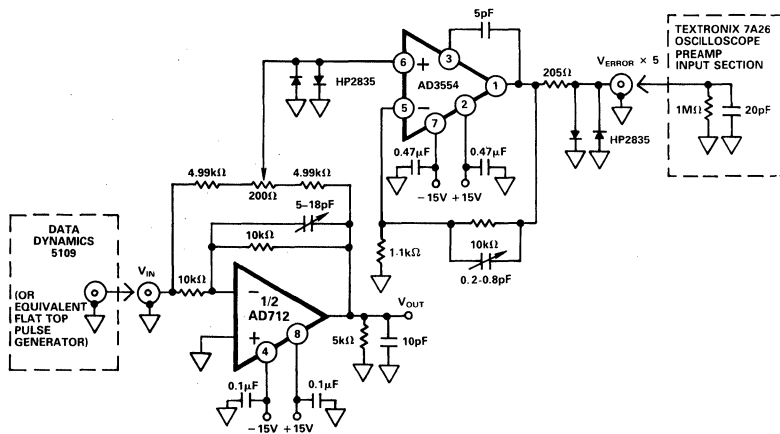 5pF
TEXTRONIX 7A26
OSCILLOSCOPE
PREAMP
INPUT SECTION
3
6
+
HP2835
AD3554
1
205Ω
VERROR × 5
5
−
2
7
1MΩ
20pF
HP2835
0.47μF
0.47μF
−15V
+15V
4.99kΩ
4.99kΩ
200Ω
5–18pF
10kΩ
1.1kΩ
10kΩ
0.2-0.8pF
DATA
DYNAMICS
5109
(OR
EQUIVALENT
FLAT TOP
PULSE
GENERATOR)
VIN
10kΩ
−
1/2
AD712
+
8
4
VOUT
5kΩ
10pF
0.1μF
0.1μF
−15V
+15V